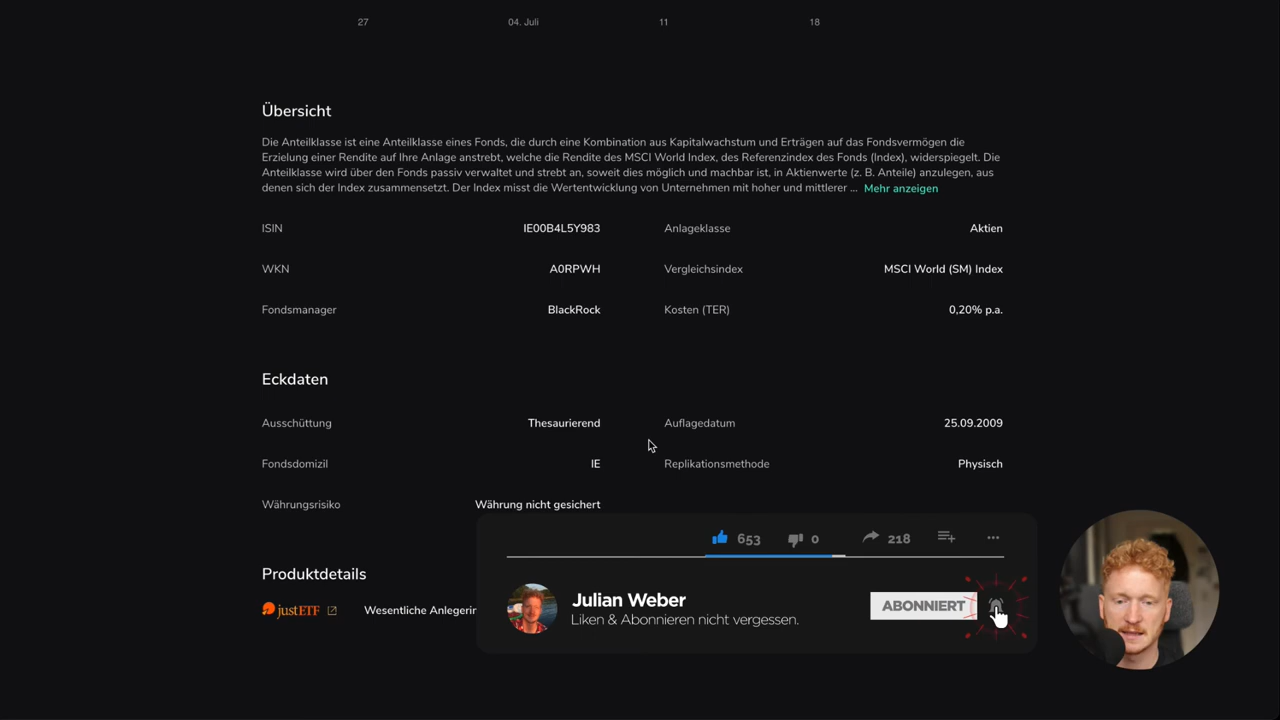 27 04. Juli 11 18
Übersicht
Die Anteilklasse ist eine Anteilklasse eines Fonds, die durch eine Kombination aus Kapitalwachstum und Erträgen auf das Fondsvermögen die
Erzielung einer Rendite auf Ihre Anlage anstrebt, welche die Rendite des MSCI World Index, des Referenzindex des Fonds (Index), widerspiegelt. Die
Anteilklasse wird über den Fonds passiv verwaltet und strebt an, soweit dies möglich und machbar ist, in Aktienwerte (z. B. Anteile) anzulegen, aus
denen sich der Index zusammensetzt. Der Index misst die Wertentwicklung von Unternehmen mit hoher und mittlerer ... Mehr anzeigen
ISIN IE00B4L5Y983 Anlageklasse Aktien
WKN A0RPWH Vergleichsindex MSCI World (SM) Index
Fondsmanager BlackRock Kosten (TER) 0,20% p.a.
Eckdaten
Ausschüttung Thesaurierend Auflagedatum 25.09.2009
Fondsdomizil IE Replikationsmethode Physisch
Währungsrisiko Währung nicht gesichert
653 0 218
Produktdetails
justETF Wesentliche Anlegerin
Julian Weber
Liken & Abonnieren nicht vergessen.
ABONNIERT